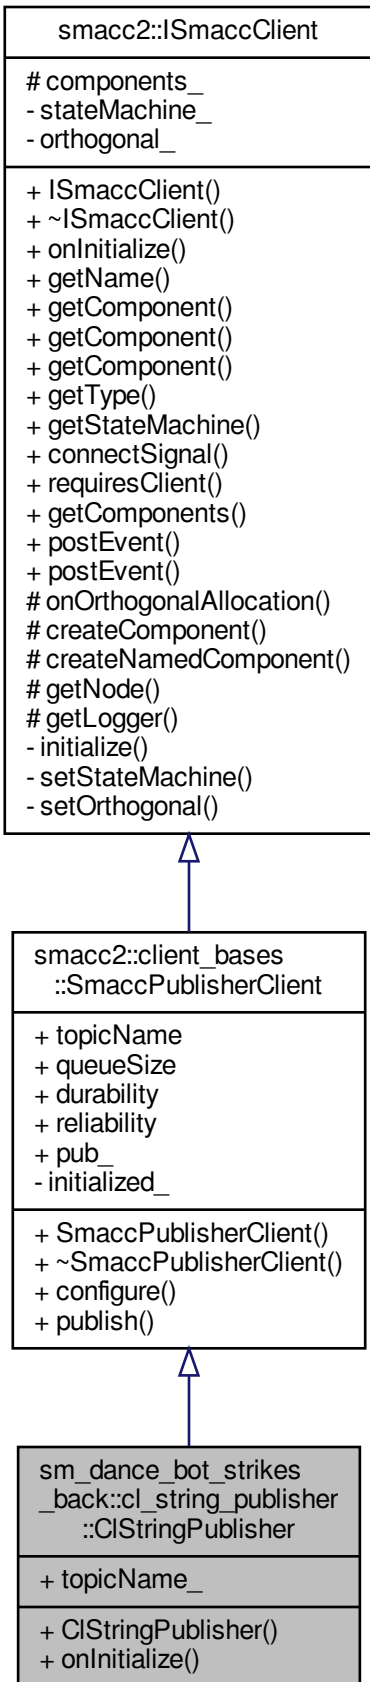 smacc2::ISmaccClient
# components_
- stateMachine_
- orthogonal_
+ ISmaccClient()
+ ~ISmaccClient()
+ onInitialize()
+ getName()
+ getComponent()
+ getComponent()
+ getComponent()
+ getType()
+ getStateMachine()
+ connectSignal()
+ requiresClient()
+ getComponents()
+ postEvent()
+ postEvent()
# onOrthogonalAllocation()
# createComponent()
# createNamedComponent()
# getNode()
# getLogger()
- initialize()
- setStateMachine()
- setOrthogonal()
smacc2::client_bases
::SmaccPublisherClient
+ topicName
+ queueSize
+ durability
+ reliability
+ pub_
- initialized_
+ SmaccPublisherClient()
+ ~SmaccPublisherClient()
+ configure()
+ publish()
sm_dance_bot_strikes
_back::cl_string_publisher
::ClStringPublisher
+ topicName_
+ ClStringPublisher()
+ onInitialize()